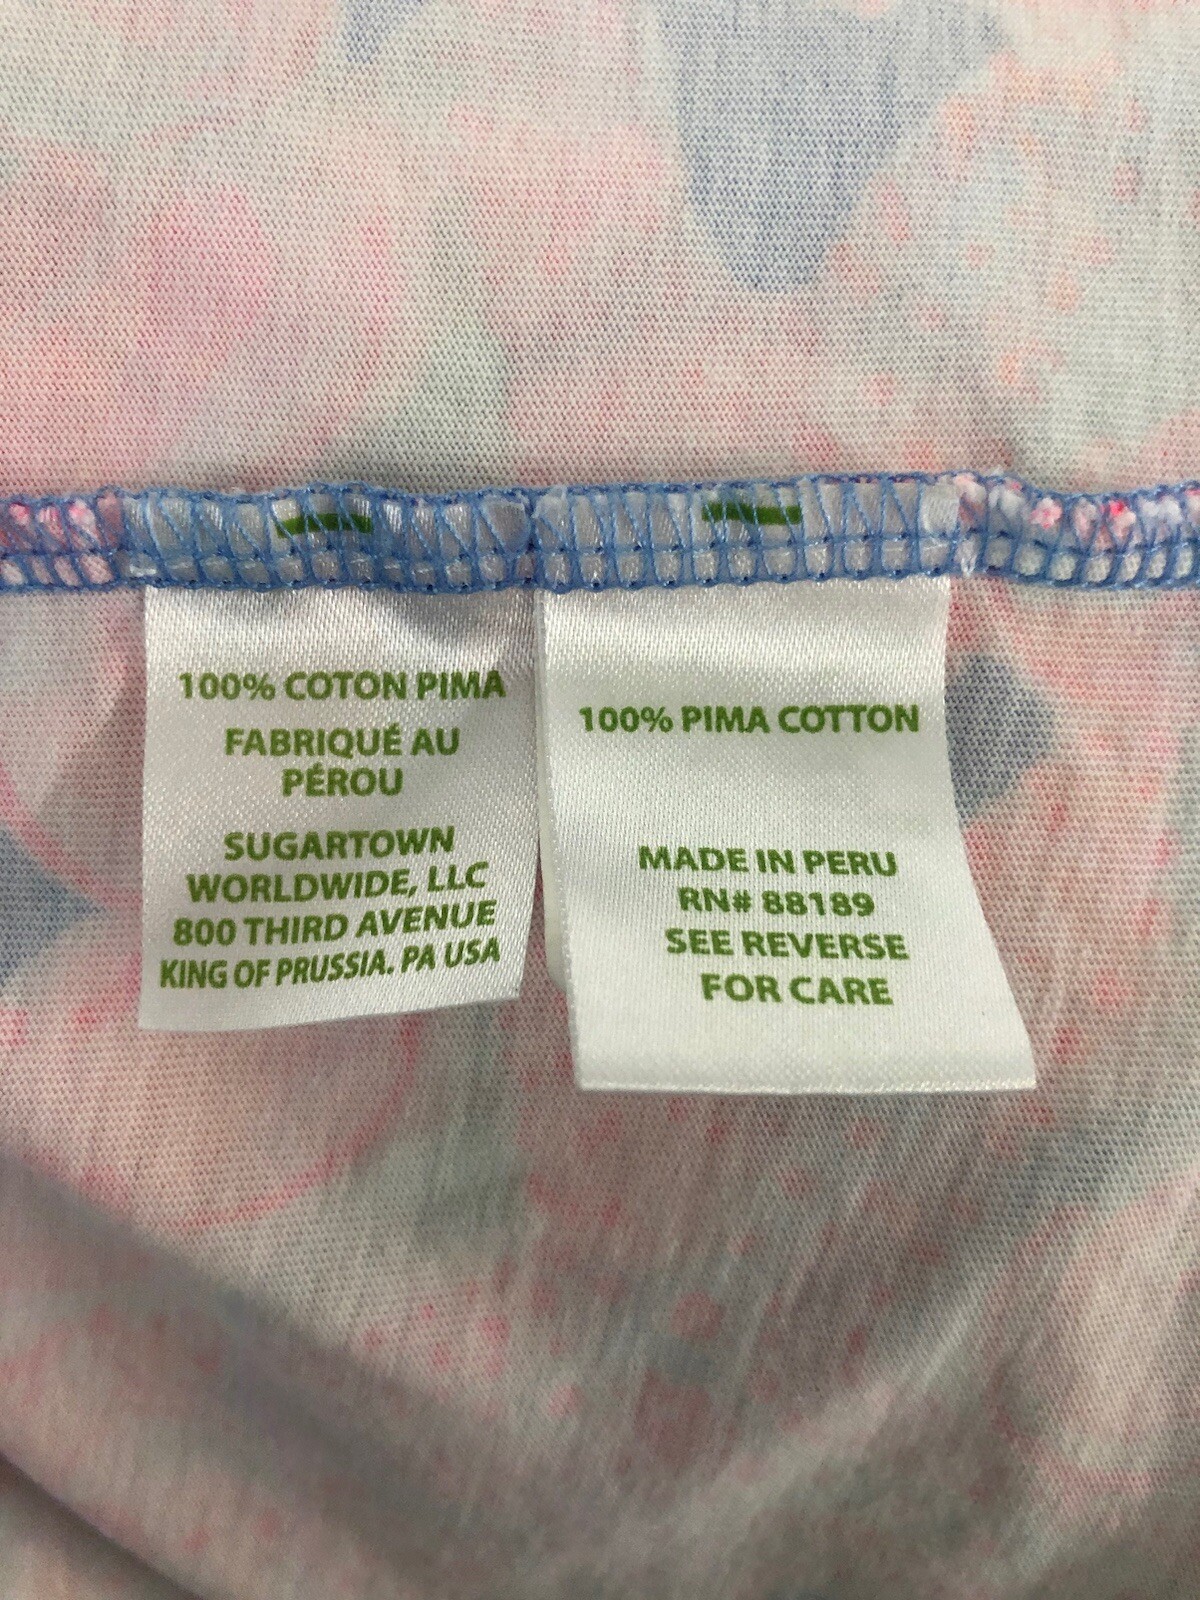 100% COTON PIMA
FABRIQUÉ AU
PÉROU
SUGARTOWN
WORLDWIDE, LLC
800 THIRD AVENUE
KING OF PRUSSIA. PA USA
100% PIMA COTTON
MADE IN PERU
RN# 88189
SEE REVERSE
FOR CARE